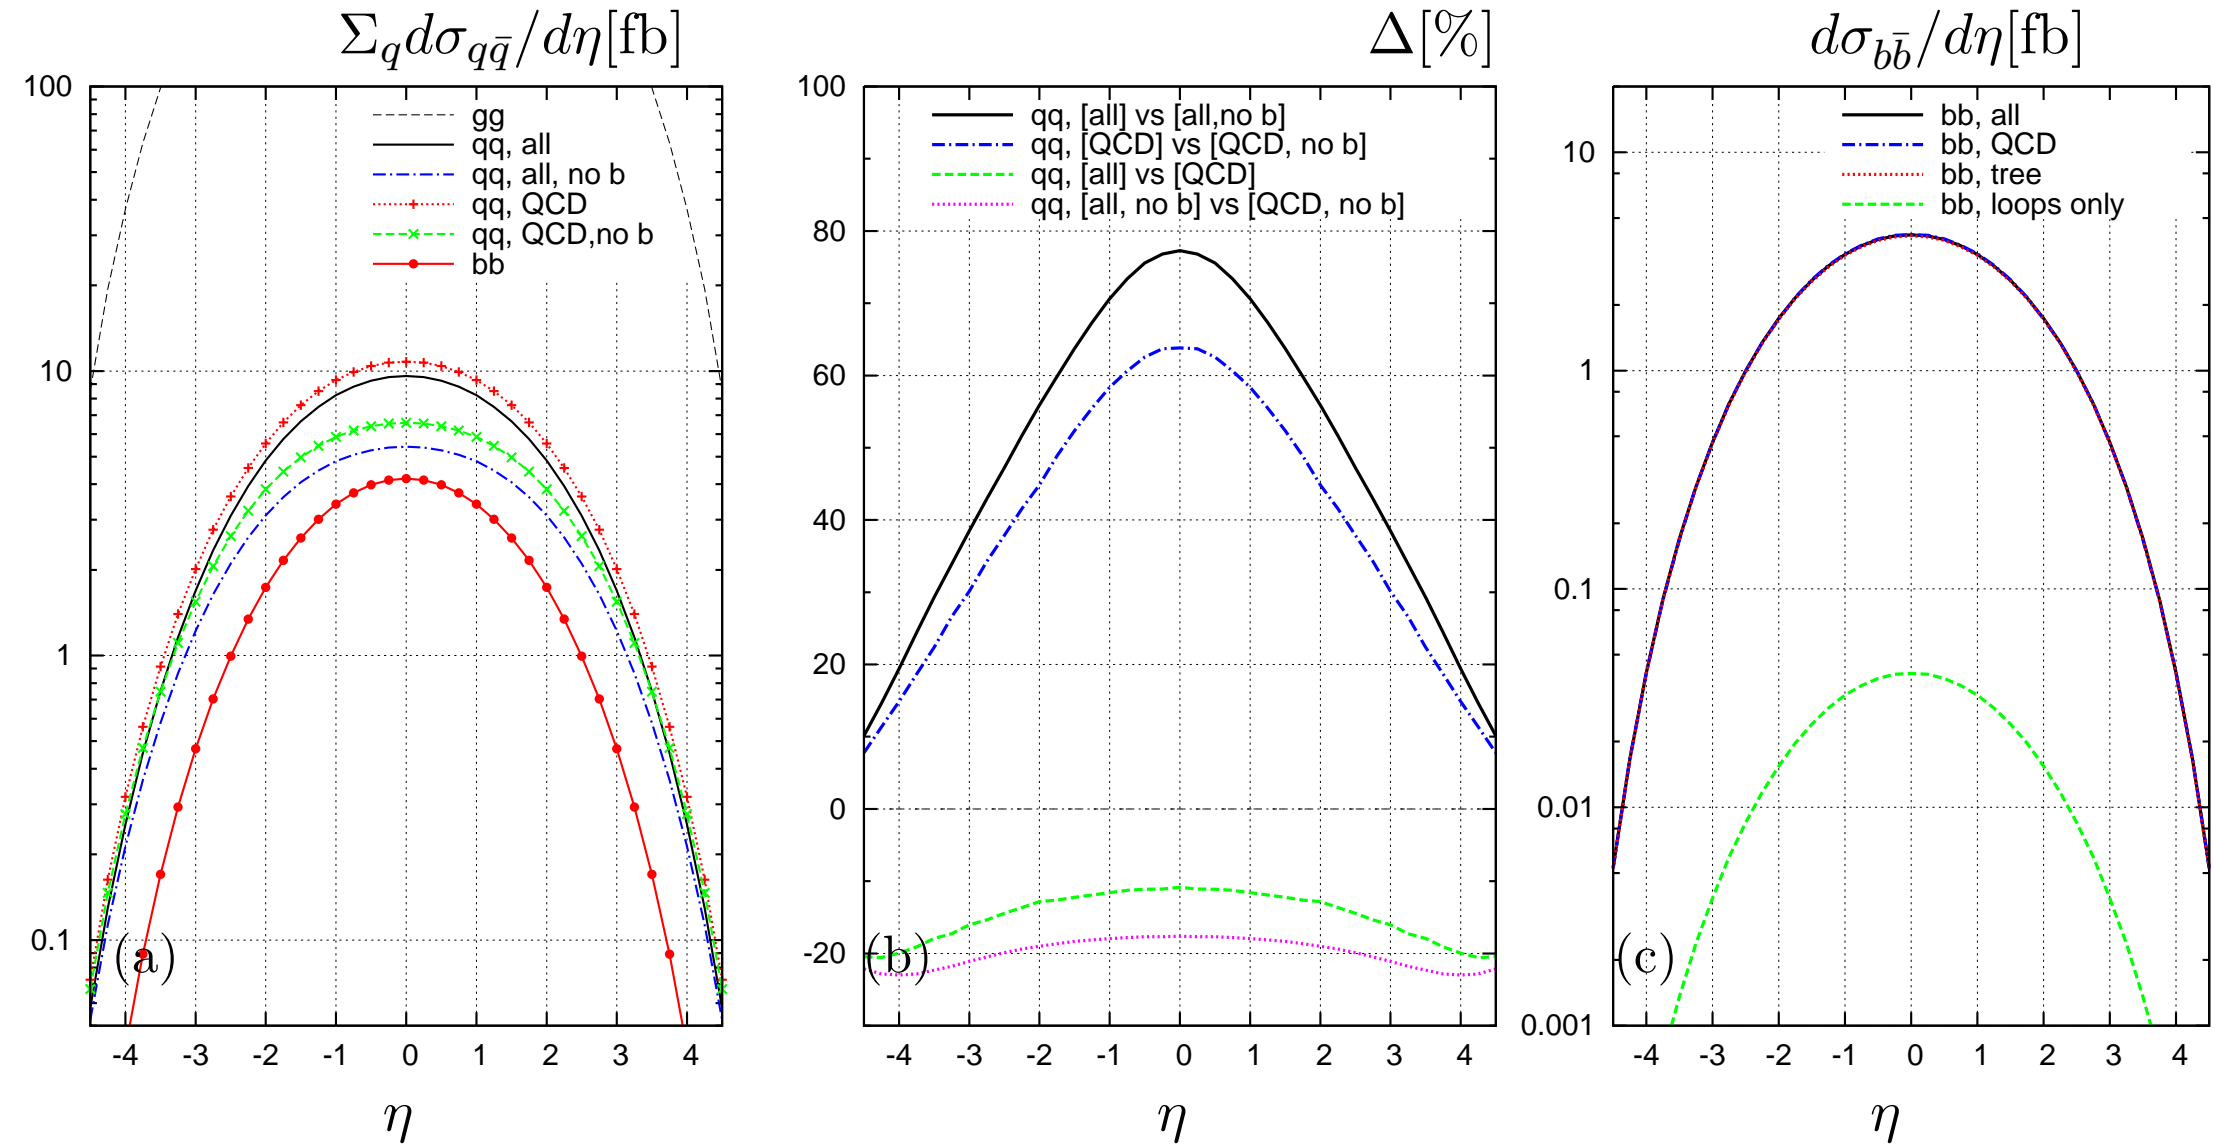 Σ_q dσ_{qq̄}/dη[fb]
100
10
1
0.1
gg
qq, all
qq, all, no b
qq, QCD
qq, QCD,no b
bb
(a)
-4 -3 -2 -1 0 1 2 3 4
η
Δ[%]
100
80
60
40
20
0
-20
qq, [all] vs [all,no b]
qq, [QCD] vs [QCD, no b]
qq, [all] vs [QCD]
qq, [all, no b] vs [QCD, no b]
(b)
-4 -3 -2 -1 0 1 2 3 4
η
dσ_{bb̄}/dη[fb]
10
1
0.1
0.01
0.001
bb, all
bb, QCD
bb, tree
bb, loops only
(c)
-4 -3 -2 -1 0 1 2 3 4
η